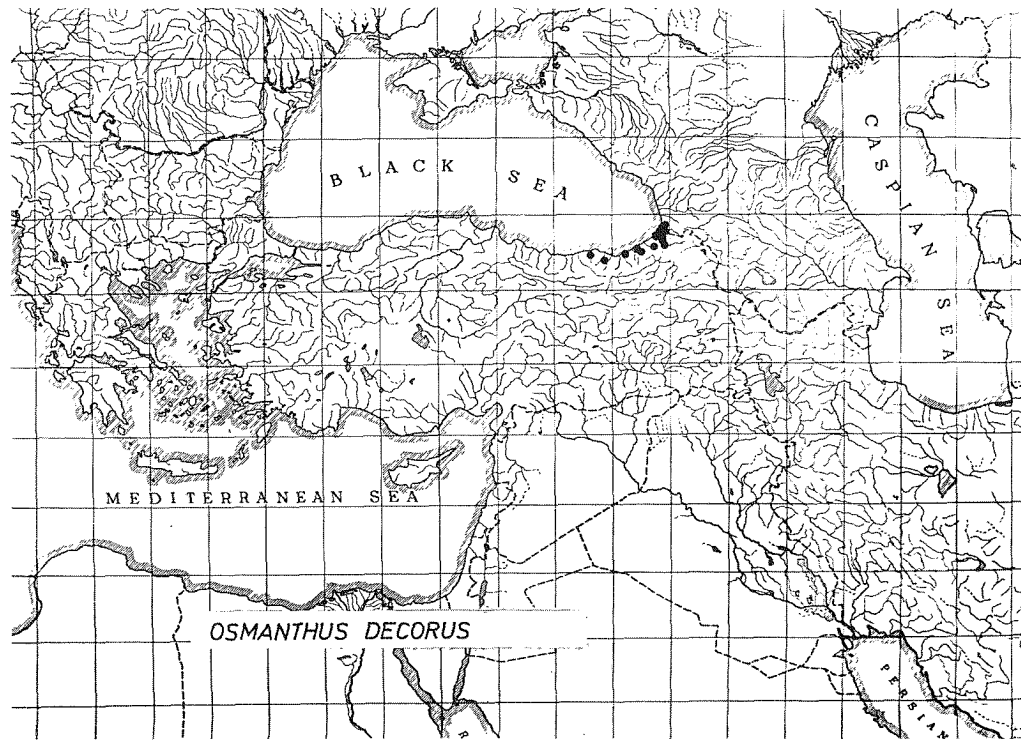 BLACK SEA
CASPIAN SEA
MEDITERRANEAN SEA
OSMANTHUS DECORUS
PERSIAN
R